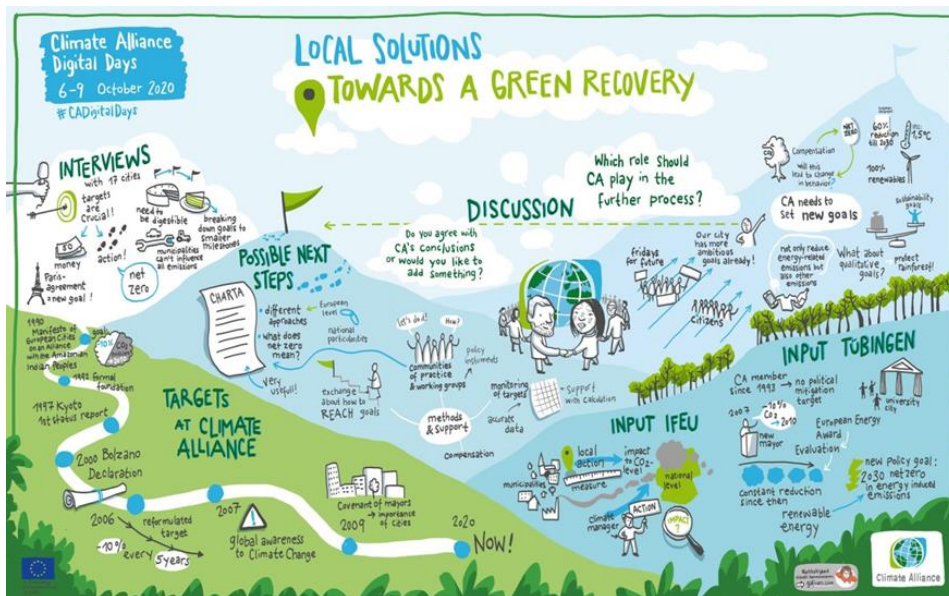 Climate Alliance
Digital Days
6-9 October 2020
#CADigitalDays
LOCAL SOLUTIONS
TOWARDS A GREEN RECOVERY
INTERVIEWS
with 17 cities
targets
are
crucial!
need to
be digestible
breaking
down goals to
smaller
milestones
money
action!
municipalities
can't influence
all emissions
Paris-
agreement
=new goal!
net
zero
POSSIBLE NEXT
STEPS
CHARTA
different
approaches
European
level
what does
net zero
mean?
national
particularities
very
useful!
exchange
about how to
REACH goals
let's do it!
How?
Communities
of practice
& working groups
policy
methods
& support
compensation
monitoring
of targets
accurate
data
Support
with calculation
DISCUSSION
Which role should
CA play in the
further process?
Do you agree with
CA's conclusions
or would you like to
add something?
Fridays
for future
Our city
has more
ambitious
goals already!
Citizens
Compensation
will this
lead to change
in behavior?
NET
ZERO
60%
reduction
till 2030
1,5°C
100%
renewables
CA needs to
set new goals
sustainability
goals
not only reduce
energy-related
emissions but
also other
emissions
What about
qualitative
goals?
protect
rainforest!
TARGETS
AT CLIMATE
ALLIANCE
1990
Manifesto of
European Cities
on an Alliance
with the Amazonian
Indian Peoples
goal
CO2
formal
foundation
1997 Kyoto
1st status report
2000 Bolzano
Declaration
2006
reformulated
target
-10%
every
5 years
2007
global awareness
to Climate Change
Covenant of mayors
→ importance
of cities
2009
2020
NOW!
INPUT IFEU
local
action
impact
to CO2-
level
municipalities
measure
national
level
climate
manager
ACTION
IMPACT
?
INPUT TÜBINGEN
CA member
since 1993
no political
mitigation
target
university
city
2007
-10%
CO2
→ 2010
new
mayor
European Energy
Award
Evaluation
constant reduction
since then
new Policy goal:
2030 net zero
in energy induced
emissions
renewable
energy
Climate Alliance